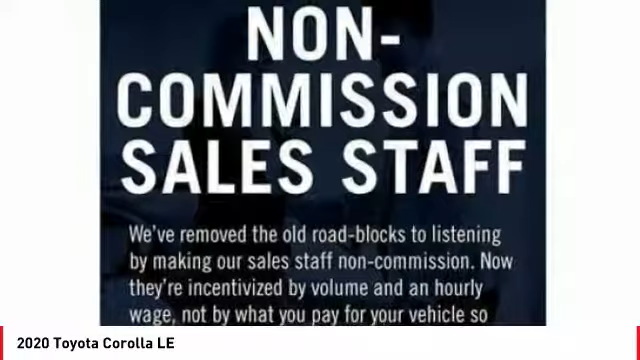 NON-
COMMISSION
SALES STAFF
We've removed the old road-blocks to listening
by making our sales staff non-commission. Now
they're incentivized by volume and an hourly
wage, not by what you pay for your vehicle so
2020 Toyota Corolla LE